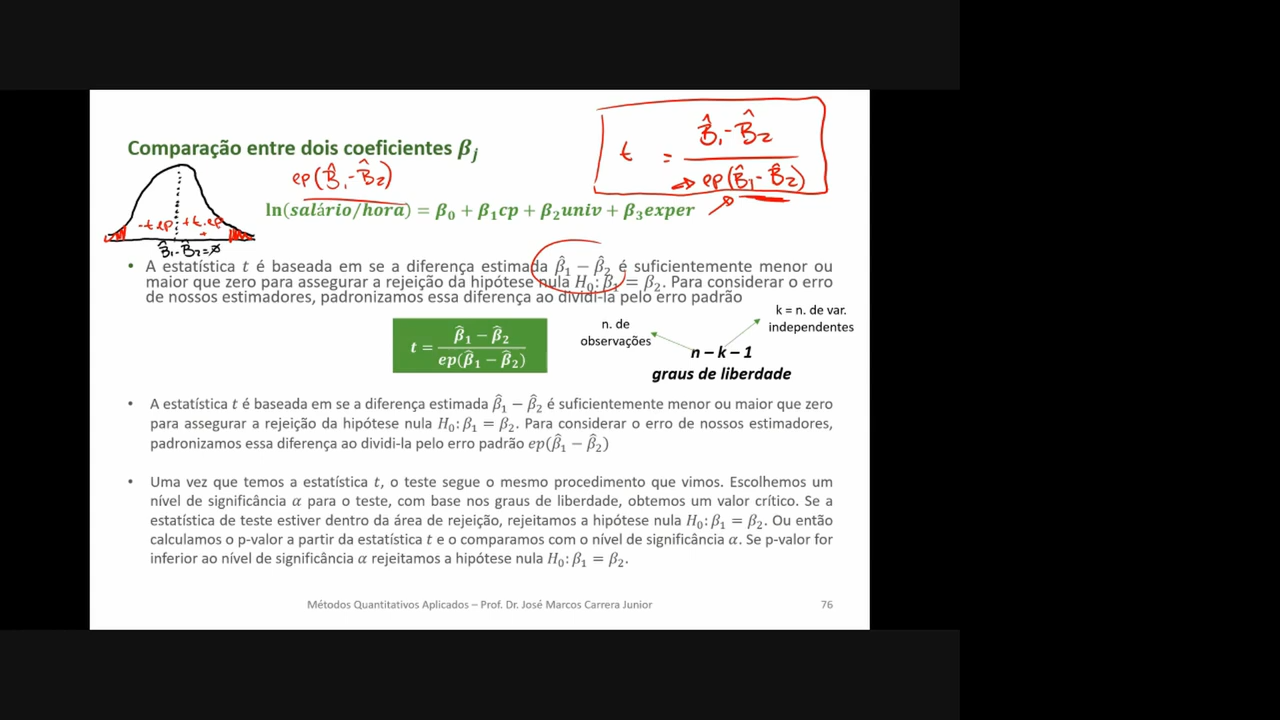 Comparação entre dois coeficientes βⱼ
t = β̂₁-β̂₂
→ ep(β̂₁-β̂₂)
ep(β̂₁-β̂₂)
ln(salário/hora) = β₀ + β₁cp + β₂univ + β₃exper
-t.ep +t.ep
β̂₁-β̂₂=0
• A estatística t é baseada em se a diferença estimada β̂₁ − β̂₂ é suficientemente menor ou
maior que zero para assegurar a rejeição da hipótese nula H₀: β₁ = β₂. Para considerar o erro
de nossos estimadores, padronizamos essa diferença ao dividi-la pelo erro padrão
t = β̂₁ − β̂₂
ep(β̂₁ − β̂₂)
n. de
observações
k = n. de var.
independentes
n – k – 1
graus de liberdade
• A estatística t é baseada em se a diferença estimada β̂₁ − β̂₂ é suficientemente menor ou maior que zero
para assegurar a rejeição da hipótese nula H₀: β₁ = β₂. Para considerar o erro de nossos estimadores,
padronizamos essa diferença ao dividi-la pelo erro padrão ep(β̂₁ − β̂₂)
• Uma vez que temos a estatística t, o teste segue o mesmo procedimento que vimos. Escolhemos um
nível de significância α para o teste, com base nos graus de liberdade, obtemos um valor crítico. Se a
estatística de teste estiver dentro da área de rejeição, rejeitamos a hipótese nula H₀: β₁ = β₂. Ou então
calculamos o p-valor a partir da estatística t e o comparamos com o nível de significância α. Se p-valor for
inferior ao nível de significância α rejeitamos a hipótese nula H₀: β₁ = β₂.
Métodos Quantitativos Aplicados – Prof. Dr. José Marcos Carrera Junior
76